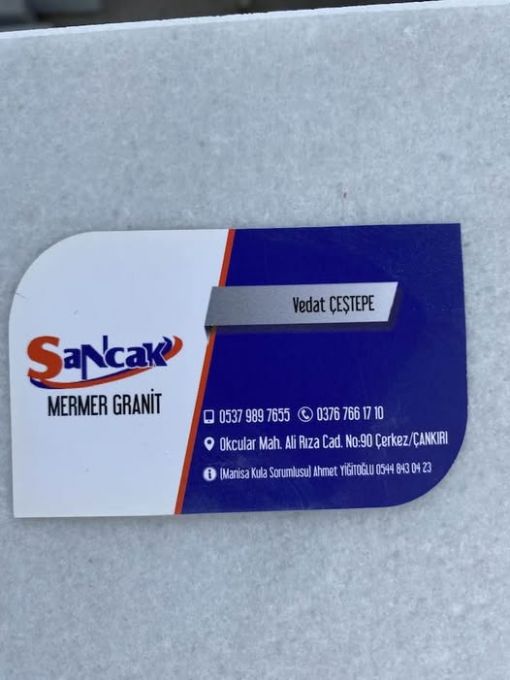 Vedat ÇEŞTEPE
SaNcak
MERMER GRANİT
0537 989 7655 0376 766 17 10
Okcular Mah. Ali Rıza Cad. No:90 Çerkez/ÇANKIRI
(Manisa Kula Sorumlusu) Ahmet YİĞİTOĞLU 0544 843 04 23